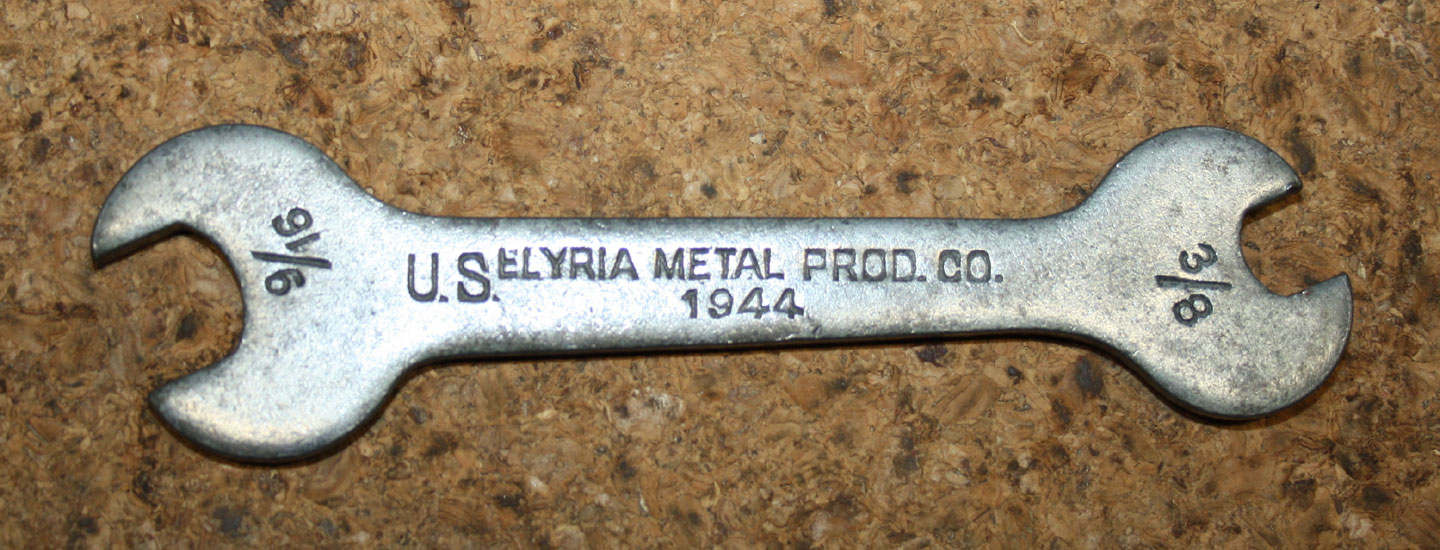 9/16
U.S. ELYRIA METAL PROD. CO.
1944
3/8